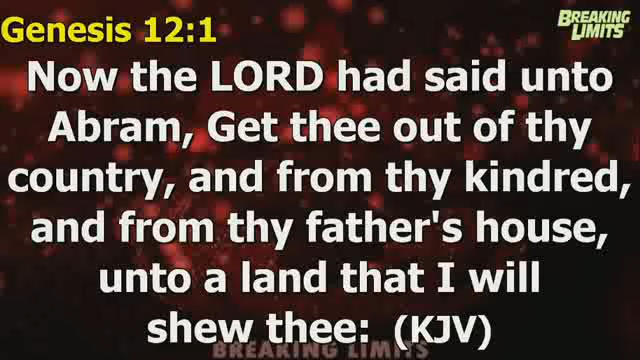 Genesis 12:1
BREAKING
LIMITS
Now the LORD had said unto
Abram, Get thee out of thy
country, and from thy kindred,
and from thy father's house,
unto a land that I will
shew thee: (KJV)
BREAKING LIMITS